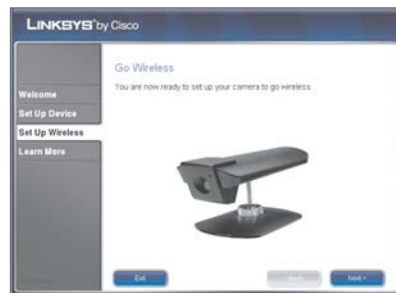 LINKSYS® by Cisco
Go Wireless
You are now ready to set up your camera to go wireless.
Welcome
Set Up Device
Set Up Wireless
Learn More
Exit
Next >